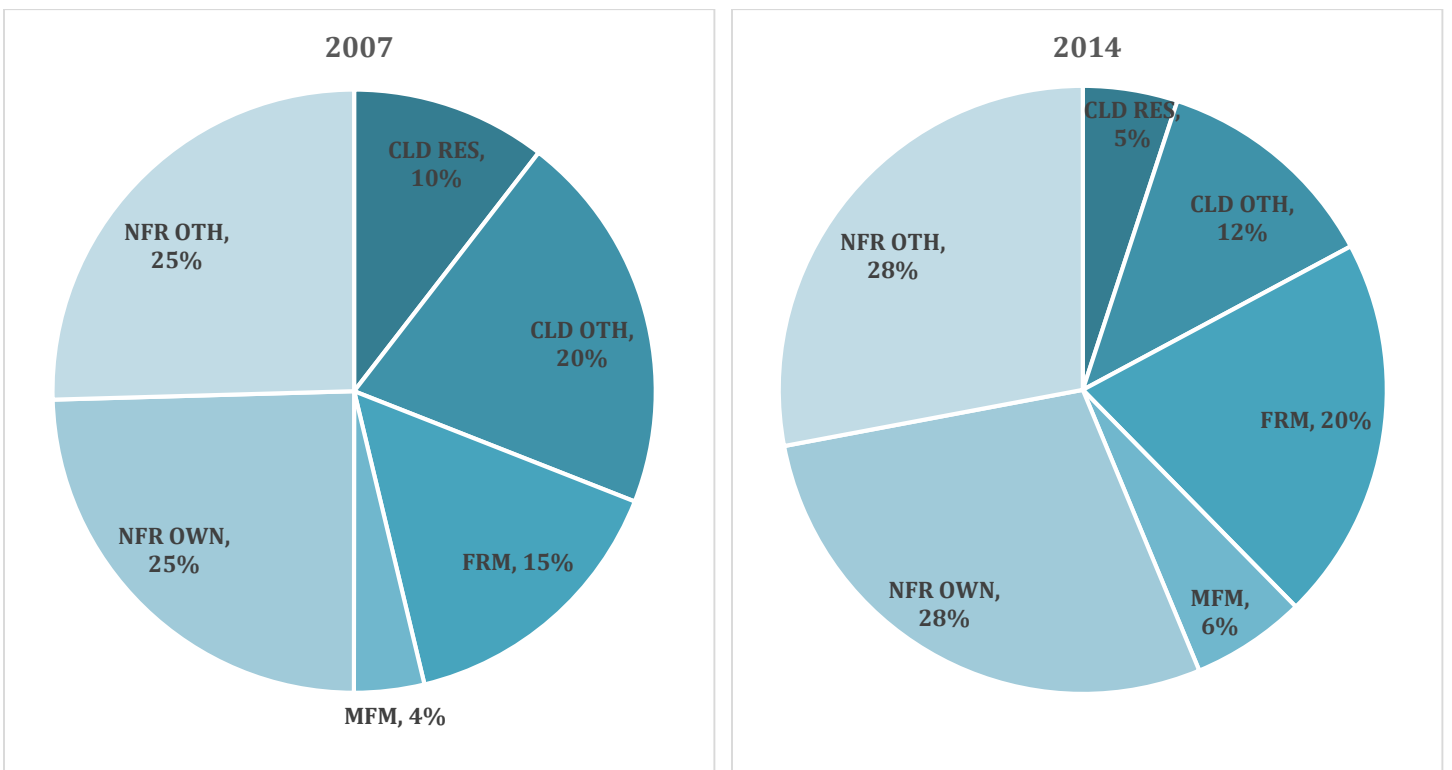 2007
CLD RES,
10%
CLD OTH,
20%
FRM, 15%
MFM, 4%
NFR OWN,
25%
NFR OTH,
25%
2014
CLD RES,
5%
CLD OTH,
12%
FRM, 20%
MFM,
6%
NFR OWN,
28%
NFR OTH,
28%